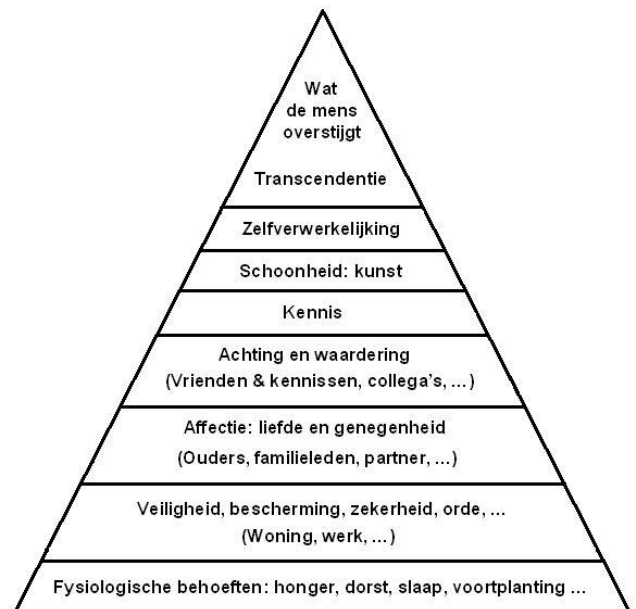 Wat
de mens
overstijgt
Transcendentie
Zelfverwerkelijking
Schoonheid: kunst
Kennis
Achting en waardering
(Vrienden & kennissen, collega's, ...)
Affectie: liefde en genegenheid
(Ouders, familieleden, partner, ...)
Veiligheid, bescherming, zekerheid, orde, ...
(Woning, werk, ...)
Fysiologische behoeften: honger, dorst, slaap, voortplanting ...